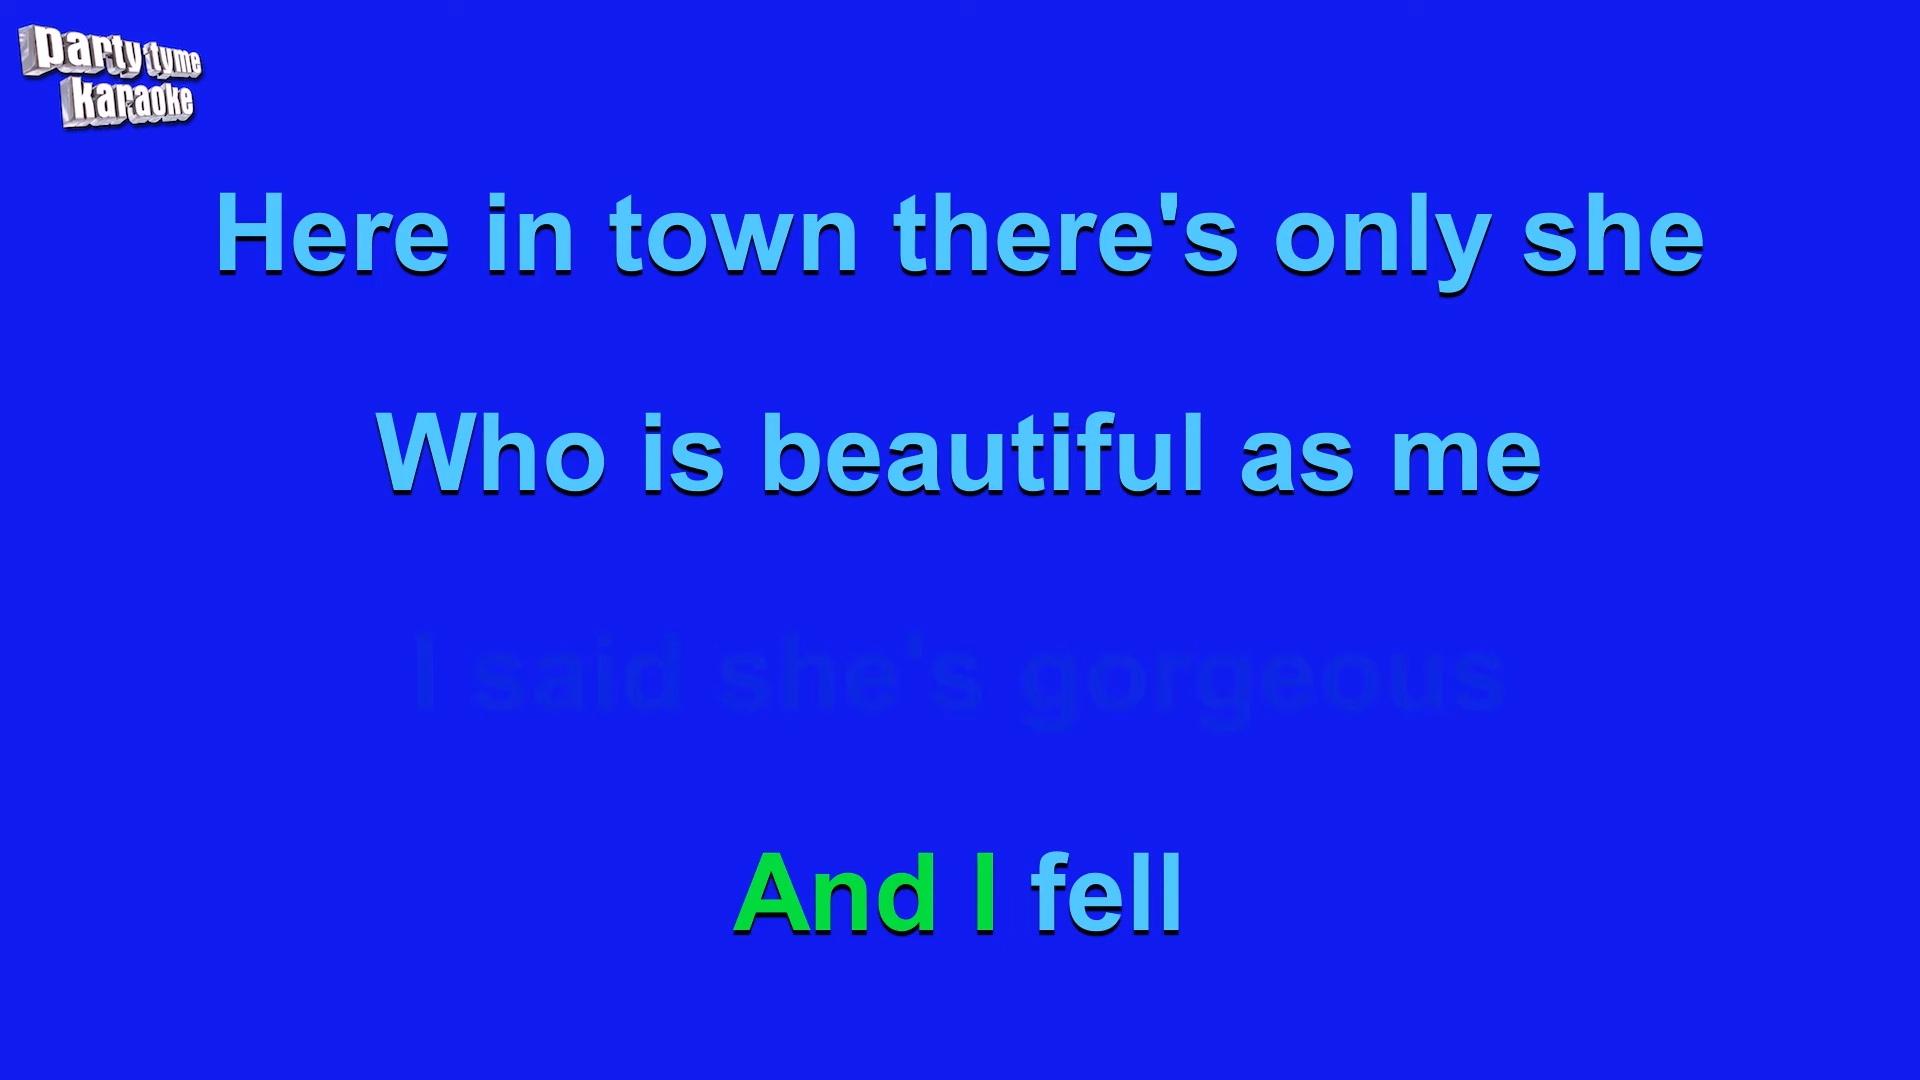 party tyme
karaoke
Here in town there's only she
Who is beautiful as me
I said she's gorgeous
And I fell